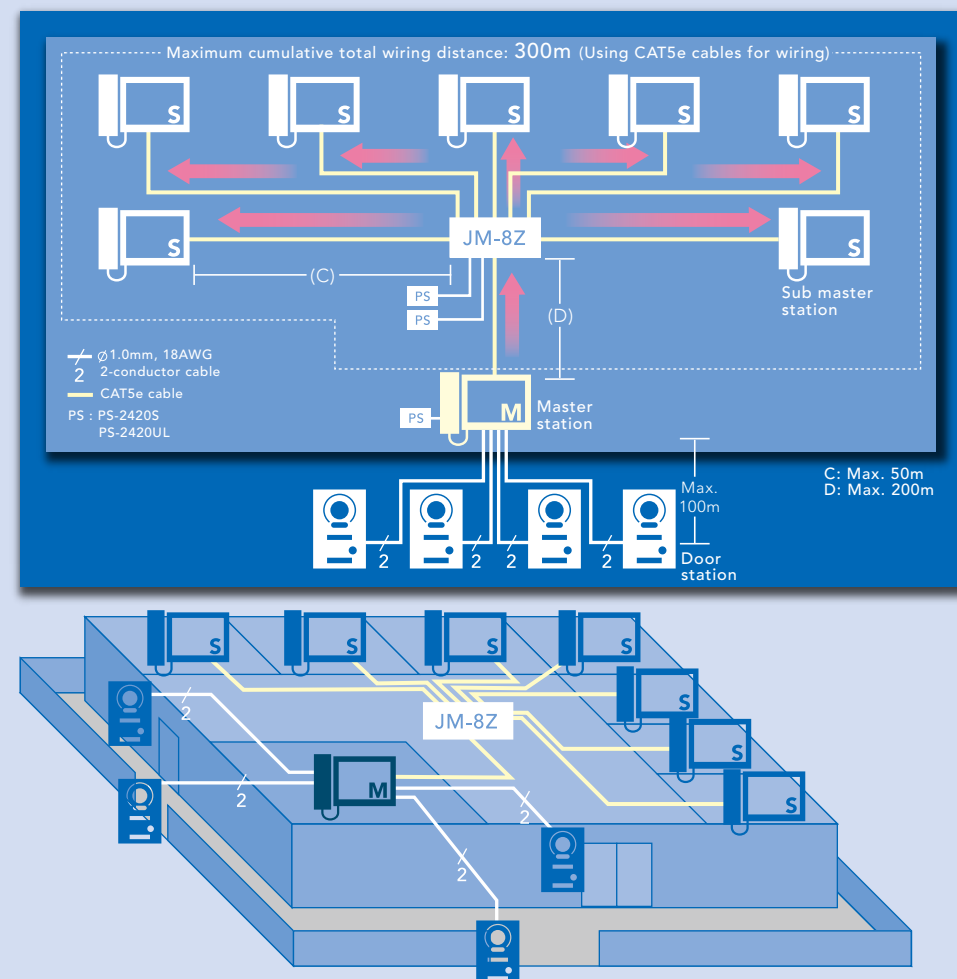 Maximum cumulative total wiring distance: 300m (Using CAT5e cables for wiring)
S
S
S
S
S
S
JM-8Z
S
(C)
PS
PS
(D)
Sub master
station
2
Ø1.0mm, 18AWG
2-conductor cable
CAT5e cable
PS : PS-2420S
PS-2420UL
PS
M
Master
station
C: Max. 50m
D: Max. 200m
Max.
100m
2
2
2
2
Door
station
S
S
S
S
S
S
S
JM-8Z
2
M
2
2
2